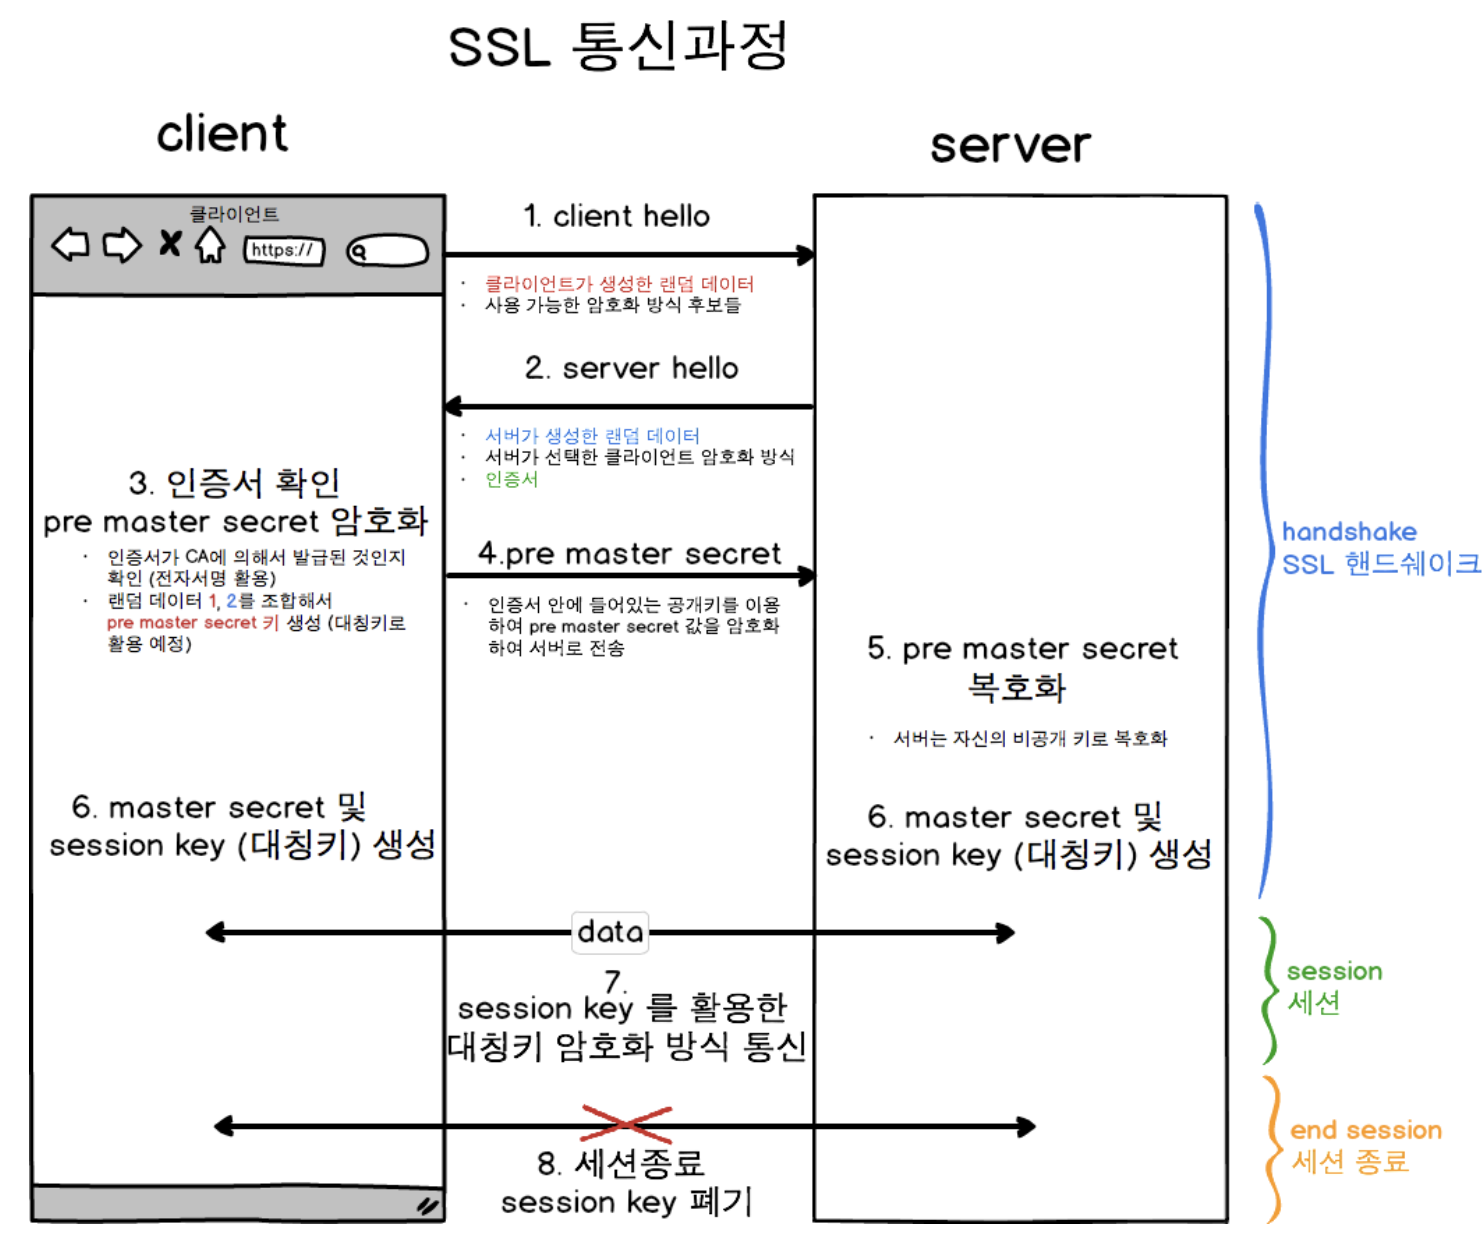 SSL 통신과정
client
server
클라이언트
https://
1. client hello
· 클라이언트가 생성한 랜덤 데이터
· 사용 가능한 암호화 방식 후보들
2. server hello
· 서버가 생성한 랜덤 데이터
· 서버가 선택한 클라이언트 암호화 방식
· 인증서
3. 인증서 확인
pre master secret 암호화
· 인증서가 CA에 의해서 발급된 것인지
확인 (전자서명 활용)
· 랜덤 데이터 1, 2를 조합해서
pre master secret 키 생성 (대칭키로
활용 예정)
4.pre master secret
· 인증서 안에 들어있는 공개키를 이용
하여 pre master secret 값을 암호화
하여 서버로 전송
handshake
SSL 핸드쉐이크
5. pre master secret
복호화
· 서버는 자신의 비공개 키로 복호화
6. master secret 및
session key (대칭키) 생성
6. master secret 및
session key (대칭키) 생성
data
7.
session key 를 활용한
대칭키 암호화 방식 통신
session
세션
8. 세션종료
session key 폐기
end session
세션 종료